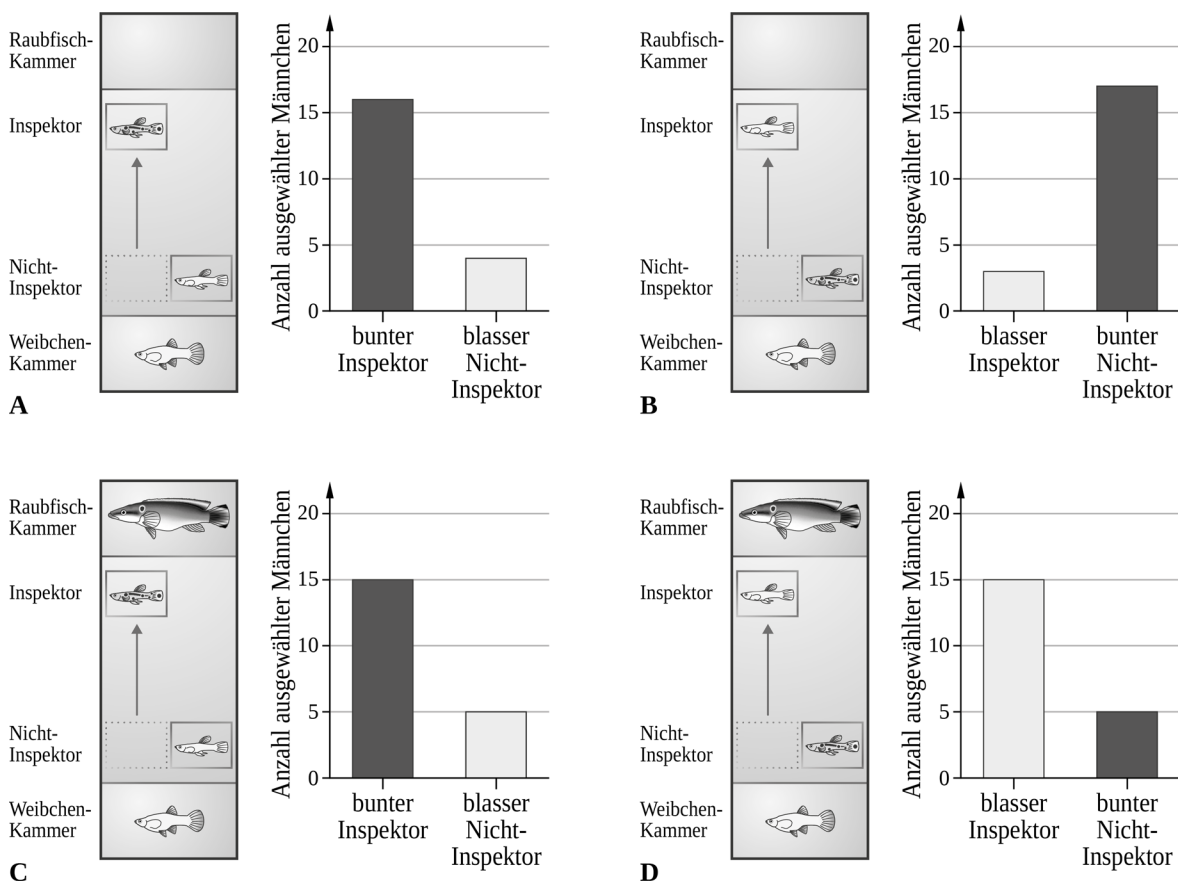 Raubfisch-
Kammer
Inspektor
Nicht-
Inspektor
Weibchen-
Kammer
A
Anzahl ausgewählter Männchen
20
15
10
5
0
bunter
Inspektor
blasser
Nicht-
Inspektor
Raubfisch-
Kammer
Inspektor
Nicht-
Inspektor
Weibchen-
Kammer
B
Anzahl ausgewählter Männchen
20
15
10
5
0
blasser
Inspektor
bunter
Nicht-
Inspektor
Raubfisch-
Kammer
Inspektor
Nicht-
Inspektor
Weibchen-
Kammer
C
Anzahl ausgewählter Männchen
20
15
10
5
0
bunter
Inspektor
blasser
Nicht-
Inspektor
Raubfisch-
Kammer
Inspektor
Nicht-
Inspektor
Weibchen-
Kammer
D
Anzahl ausgewählter Männchen
20
15
10
5
0
blasser
Inspektor
bunter
Nicht-
Inspektor